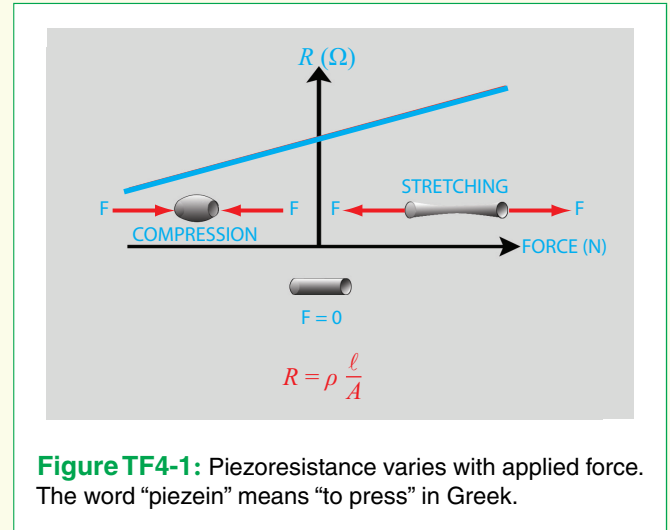 R (Ω)
STRETCHING
F F F F
COMPRESSION
FORCE (N)
F = 0
R = ρ ℓ/A
Figure TF4-1: Piezoresistance varies with applied force.
The word “piezein” means “to press” in Greek.